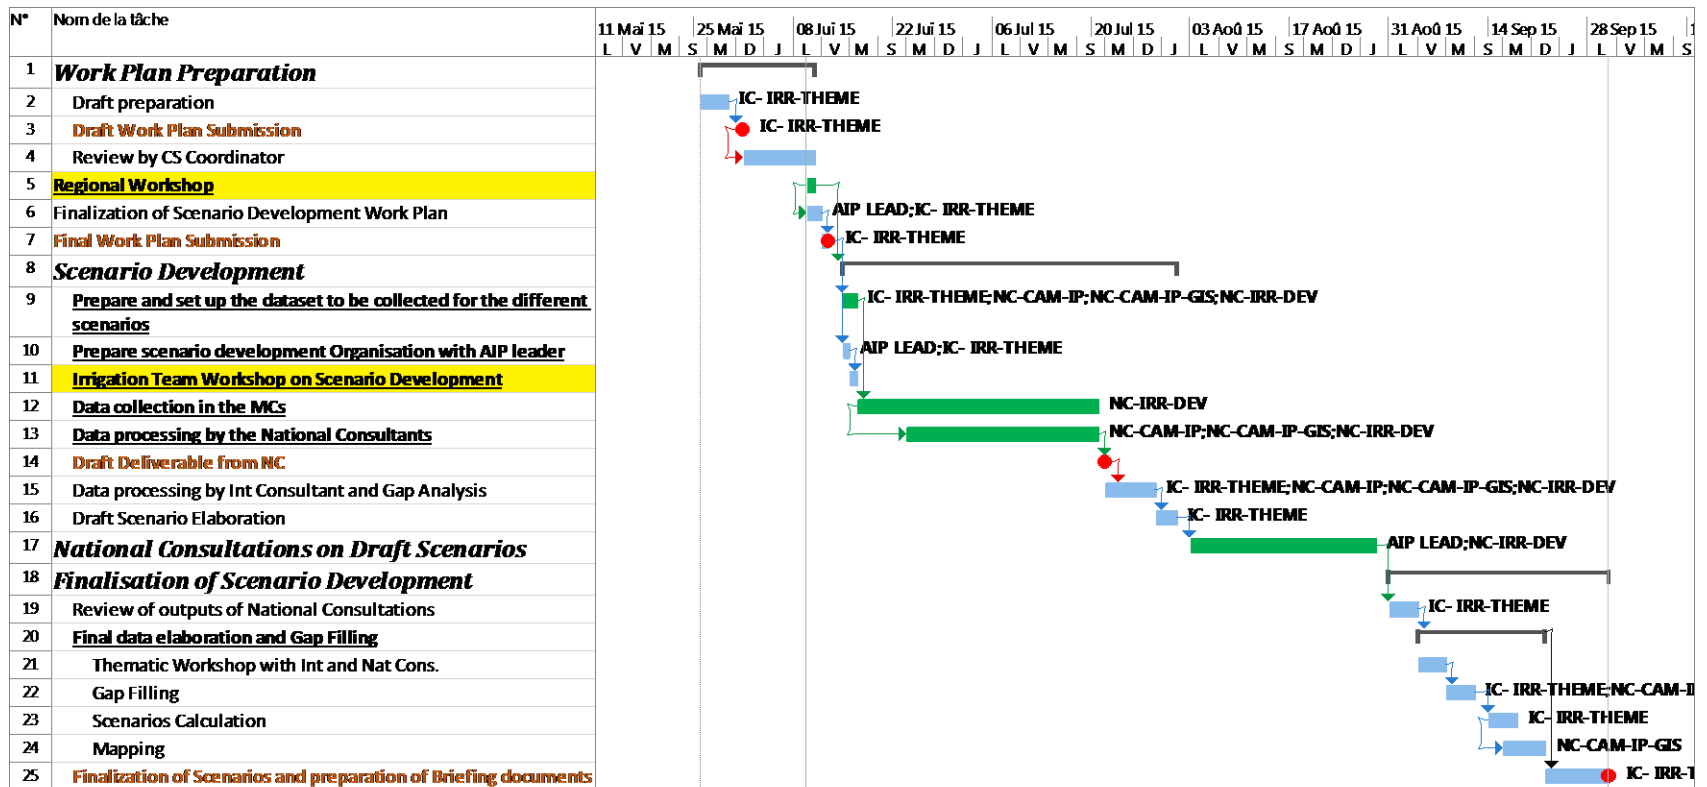 N° Nom de la tâche
11 Mai 15 25 Mai 15 08 Jui 15 22 Jui 15 06 Jul 15 20 Jul 15 03 Aoû 15 17 Aoû 15 31 Aoû 15 14 Sep 15 28 Sep 15 1
L V M S M D J L V M S M D J L V M S M D J L V M S M D J L V M S M D J L V M S
1 Work Plan Preparation
2 Draft preparation IC- IRR-THEME
3 Draft Work Plan Submission IC- IRR-THEME
4 Review by CS Coordinator
5 Regional Workshop
6 Finalization of Scenario Development Work Plan AIP LEAD;IC- IRR-THEME
7 Final Work Plan Submission IC- IRR-THEME
8 Scenario Development
9 Prepare and set up the dataset to be collected for the different IC- IRR-THEME;NC-CAM-IP;NC-CAM-IP-GIS;NC-IRR-DEV
scenarios
10 Prepare scenario development Organisation with AIP leader AIP LEAD;IC- IRR-THEME
11 Irrigation Team Workshop on Scenario Development
12 Data collection in the MCs NC-IRR-DEV
13 Data processing by the National Consultants NC-CAM-IP;NC-CAM-IP-GIS;NC-IRR-DEV
14 Draft Deliverable from NC
15 Data processing by Int Consultant and Gap Analysis IC- IRR-THEME;NC-CAM-IP;NC-CAM-IP-GIS;NC-IRR-DEV
16 Draft Scenario Elaboration IC- IRR-THEME
17 National Consultations on Draft Scenarios AIP LEAD;NC-IRR-DEV
18 Finalisation of Scenario Development
19 Review of outputs of National Consultations IC- IRR-THEME
20 Final data elaboration and Gap Filling
21 Thematic Workshop with Int and Nat Cons.
22 Gap Filling IC- IRR-THEME;NC-CAM-I
23 Scenarios Calculation IC- IRR-THEME
24 Mapping NC-CAM-IP-GIS
25 Finalization of Scenarios and preparation of Briefing documents IC- IRR-T